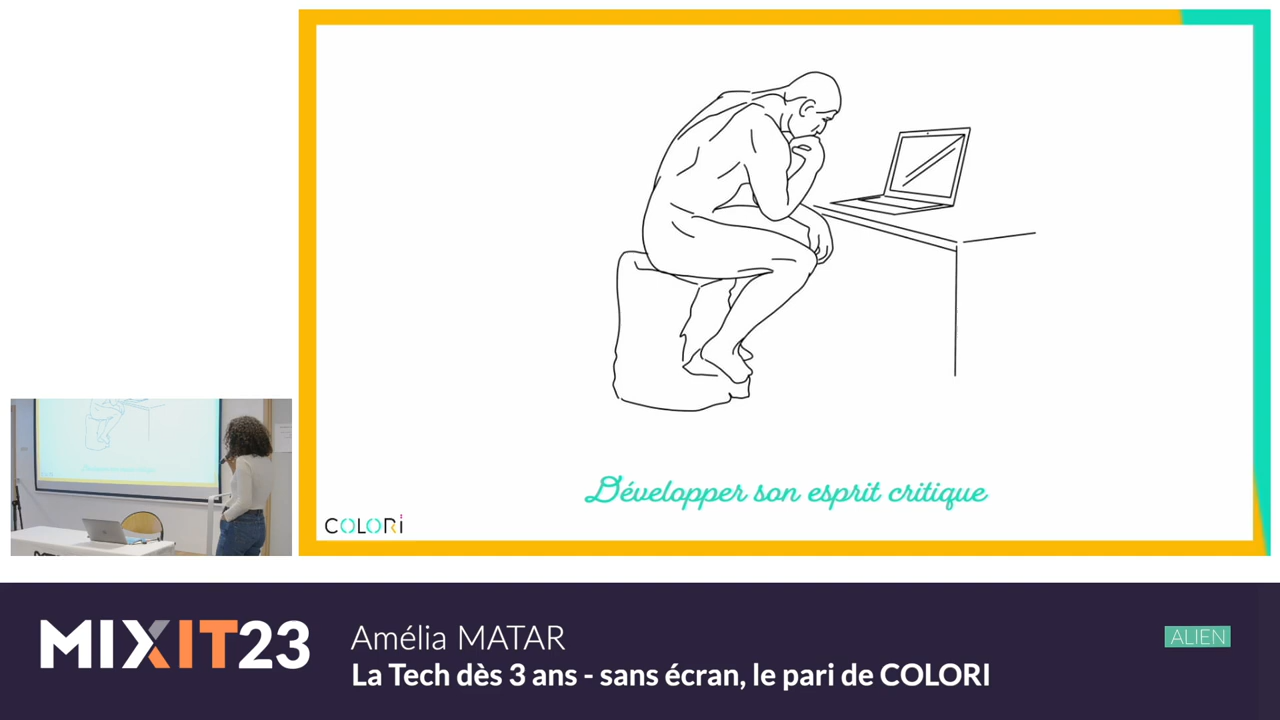 Développer son esprit critique
COLORi
MIXIT23
Amélia MATAR
ALIEN
La Tech dès 3 ans - sans écran, le pari de COLORI